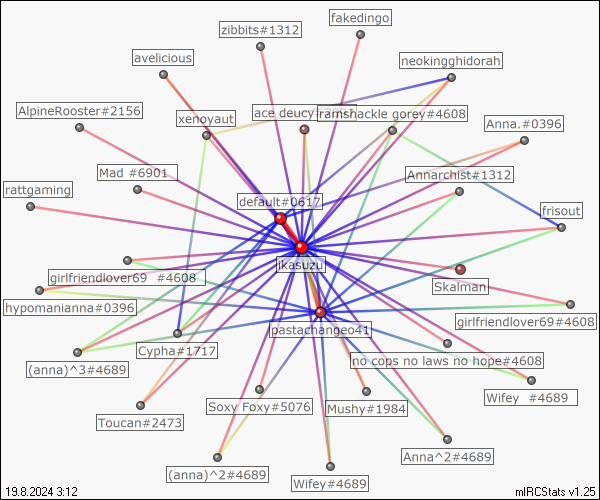 fakedingo
zibbits#1312
avelicious
neokingghidorah
AlpineRooster#2156
xenoyaut
ace deucy
ramshackle gorey#4608
Anna.#0396
Mad #6901
Annarchist#1312
rattgaming
default#0617
frisout
jkasuzu
girlfriendlover69 #4608
Skalman
hypomanianna#0396
girlfriendlover69#4608
pastachangeo41
Cypha#1717
no cops no laws no hope#4608
(anna)^3#4689
Wifey #4689
Soxy Foxy#5076
Mushy#1984
Toucan#2473
Anna^2#4689
(anna)^2#4689
Wifey#4689
19.8.2024 3:12
mIRCStats v1.25